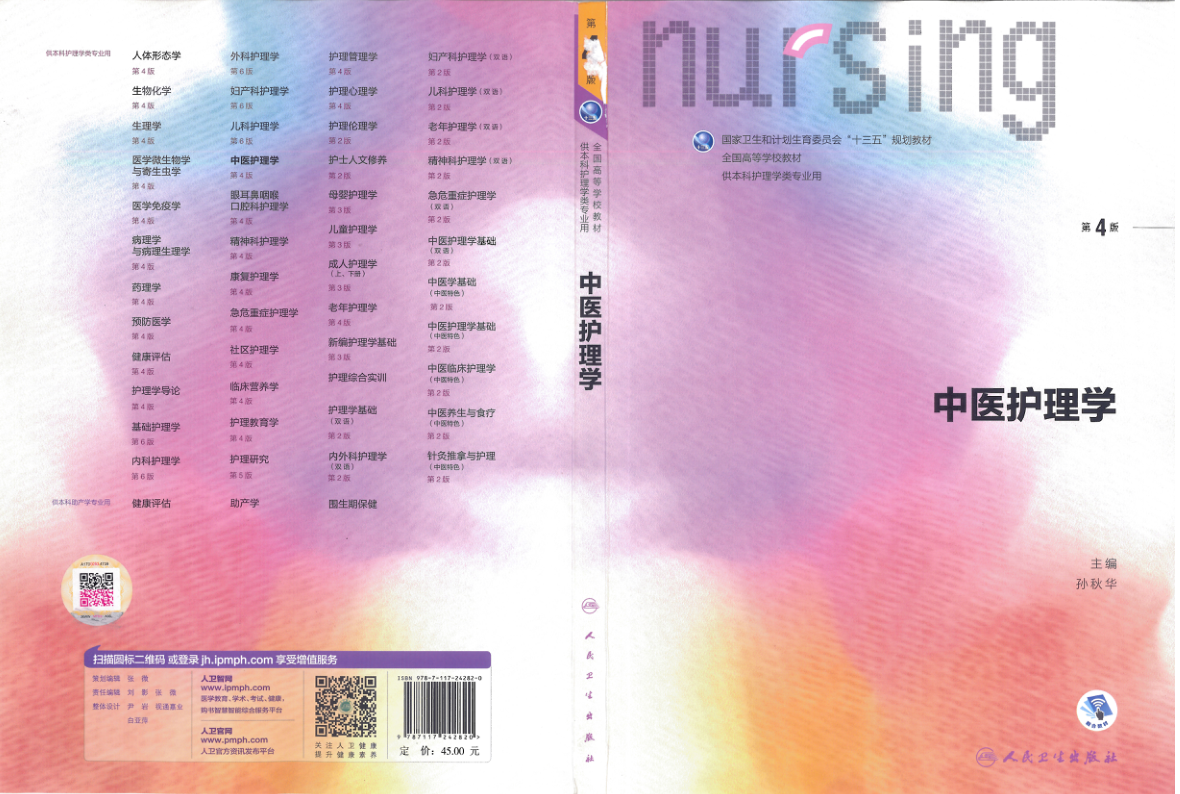 供本科护理学类专业用
人体形态学
第4版
生物化学
第4版
生理学
第4版
医学微生物学
与寄生虫学
第4版
医学免疫学
第4版
病理学
与病理生理学
第4版
药理学
第4版
预防医学
第4版
健康评估
第4版
护理学导论
第4版
基础护理学
第6版
内科护理学
第6版
外科护理学
第6版
妇产科护理学
第6版
儿科护理学
第6版
中医护理学
第4版
眼耳鼻咽喉
口腔科护理学
第4版
精神科护理学
第4版
康复护理学
第4版
急危重症护理学
第4版
社区护理学
第4版
临床营养学
第4版
护理教育学
第4版
护理研究
第5版
护理管理学
第4版
护理心理学
第4版
护理伦理学
第2版
护士人文修养
第2版
母婴护理学
第3版
儿童护理学
第3版
成人护理学
(上、下册)
第3版
老年护理学
第4版
新编护理学基础
第3版
护理综合实训
护理学基础
(双语)
第2版
内外科护理学
(双语)
第2版
妇产科护理学(双语)
第2版
儿科护理学(双语)
第2版
老年护理学(双语)
第2版
精神科护理学(双语)
第2版
急危重症护理学
(双语)
第2版
中医护理学基础
(双语)
第2版
中医学基础
(中医特色)
第2版
中医护理学基础
(中医特色)
第2版
中医临床护理学
(中医特色)
第2版
中医养生与食疗
(中医特色)
第2版
针灸推拿与护理
(中医特色)
第2版
供本科助产学专业用
健康评估
助产学
围生期保健
扫描圆标二维码 或登录 jh.ipmph.com 享受增值服务
策划编辑 张 微
责任编辑 刘 影 张 微
整体设计 尹 岩
白亚萍
人卫智网
www.ipmph.com
医学教育、学术、考试、健康,
购书智慧智能综合服务平台
人卫官网
www.pmph.com
人卫官方资讯发布平台
关注人卫健康
提升健康素养
ISBN 978-7-117-24282-0
9 787117 242820 >
定 价:45.00 元
第
版
全国高等学校教材
供本科护理学类专业用
中医护理学
人民卫生出版社
nursing
国家卫生和计划生育委员会“十三五”规划教材
全国高等学校教材
供本科护理学类专业用
第4版
中医护理学
主编
孙秋华
融合教材
人民卫生出版社